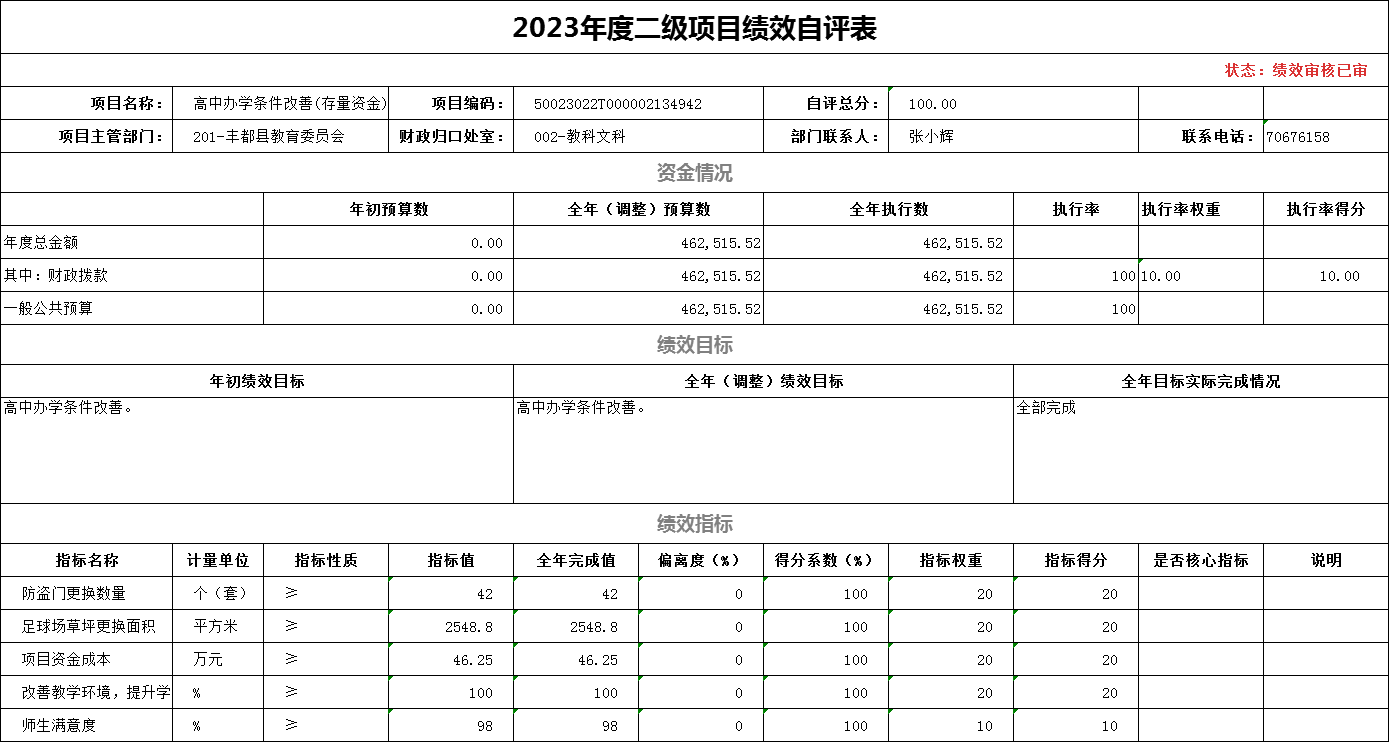 2023年度二级项目绩效自评表
状态：绩效审核已审
项目名称： 高中办学条件改善(存量资金) 项目编码： 50023022T000002134942 自评总分： 100.00
项目主管部门： 201-丰都县教育委员会 财政归口处室： 002-教科文科 部门联系人： 张小辉 联系电话： 70676158
资金情况
年初预算数 全年（调整）预算数 全年执行数 执行率 执行率权重 执行率得分
年度总金额 0.00 462,515.52 462,515.52
其中：财政拨款 0.00 462,515.52 462,515.52 100 10.00 10.00
一般公共预算 0.00 462,515.52 462,515.52 100
绩效目标
年初绩效目标 全年（调整）绩效目标 全年目标实际完成情况
高中办学条件改善。 高中办学条件改善。 全部完成
绩效指标
指标名称 计量单位 指标性质 指标值 全年完成值 偏离度（%） 得分系数（%） 指标权重 指标得分 是否核心指标 说明
防盗门更换数量 个（套） ≥ 42 42 0 100 20 20
足球场草坪更换面积 平方米 ≥ 2548.8 2548.8 0 100 20 20
项目资金成本 万元 ≥ 46.25 46.25 0 100 20 20
改善教学环境，提升学 % ≥ 100 100 0 100 20 20
师生满意度 % ≥ 98 98 0 100 10 10